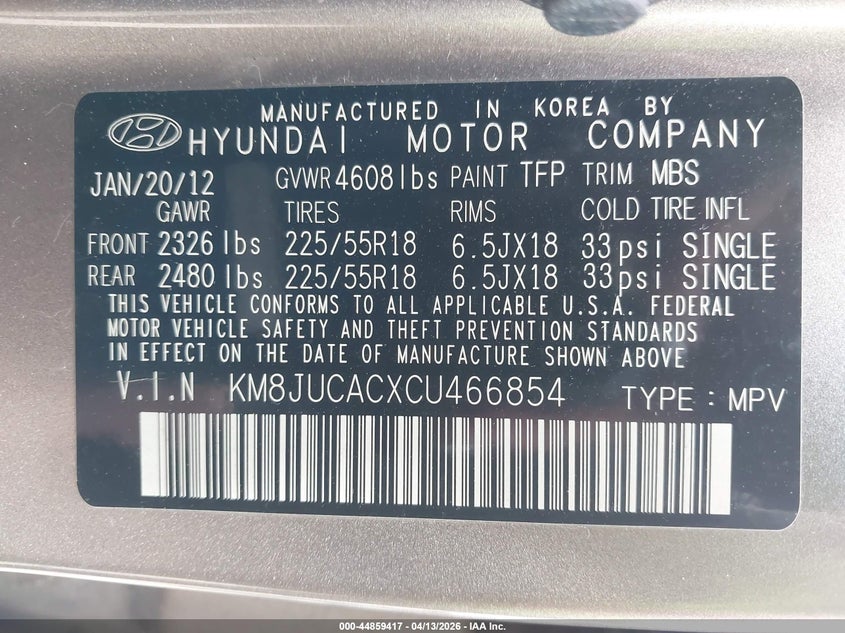 MANUFACTURED IN KOREA BY
HYUNDAI MOTOR COMPANY
JAN/20/12 GVWR 4608lbs PAINT TFP TRIM MBS
GAWR TIRES RIMS COLD TIRE INFL
FRONT 2326 lbs 225/55R18 6.5JX18 33psi SINGLE
REAR 2480 lbs 225/55R18 6.5JX18 33psi SINGLE
THIS VEHICLE CONFORMS TO ALL APPLICABLE U.S.A. FEDERAL
MOTOR VEHICLE SAFETY AND THEFT PREVENTION STANDARDS
IN EFFECT ON THE DATE OF MANUFACTURE SHOWN ABOVE
V.I.N KM8JUCACXCU466854 TYPE : MPV
000-44859417 - 04/13/2026 - IAA Inc.